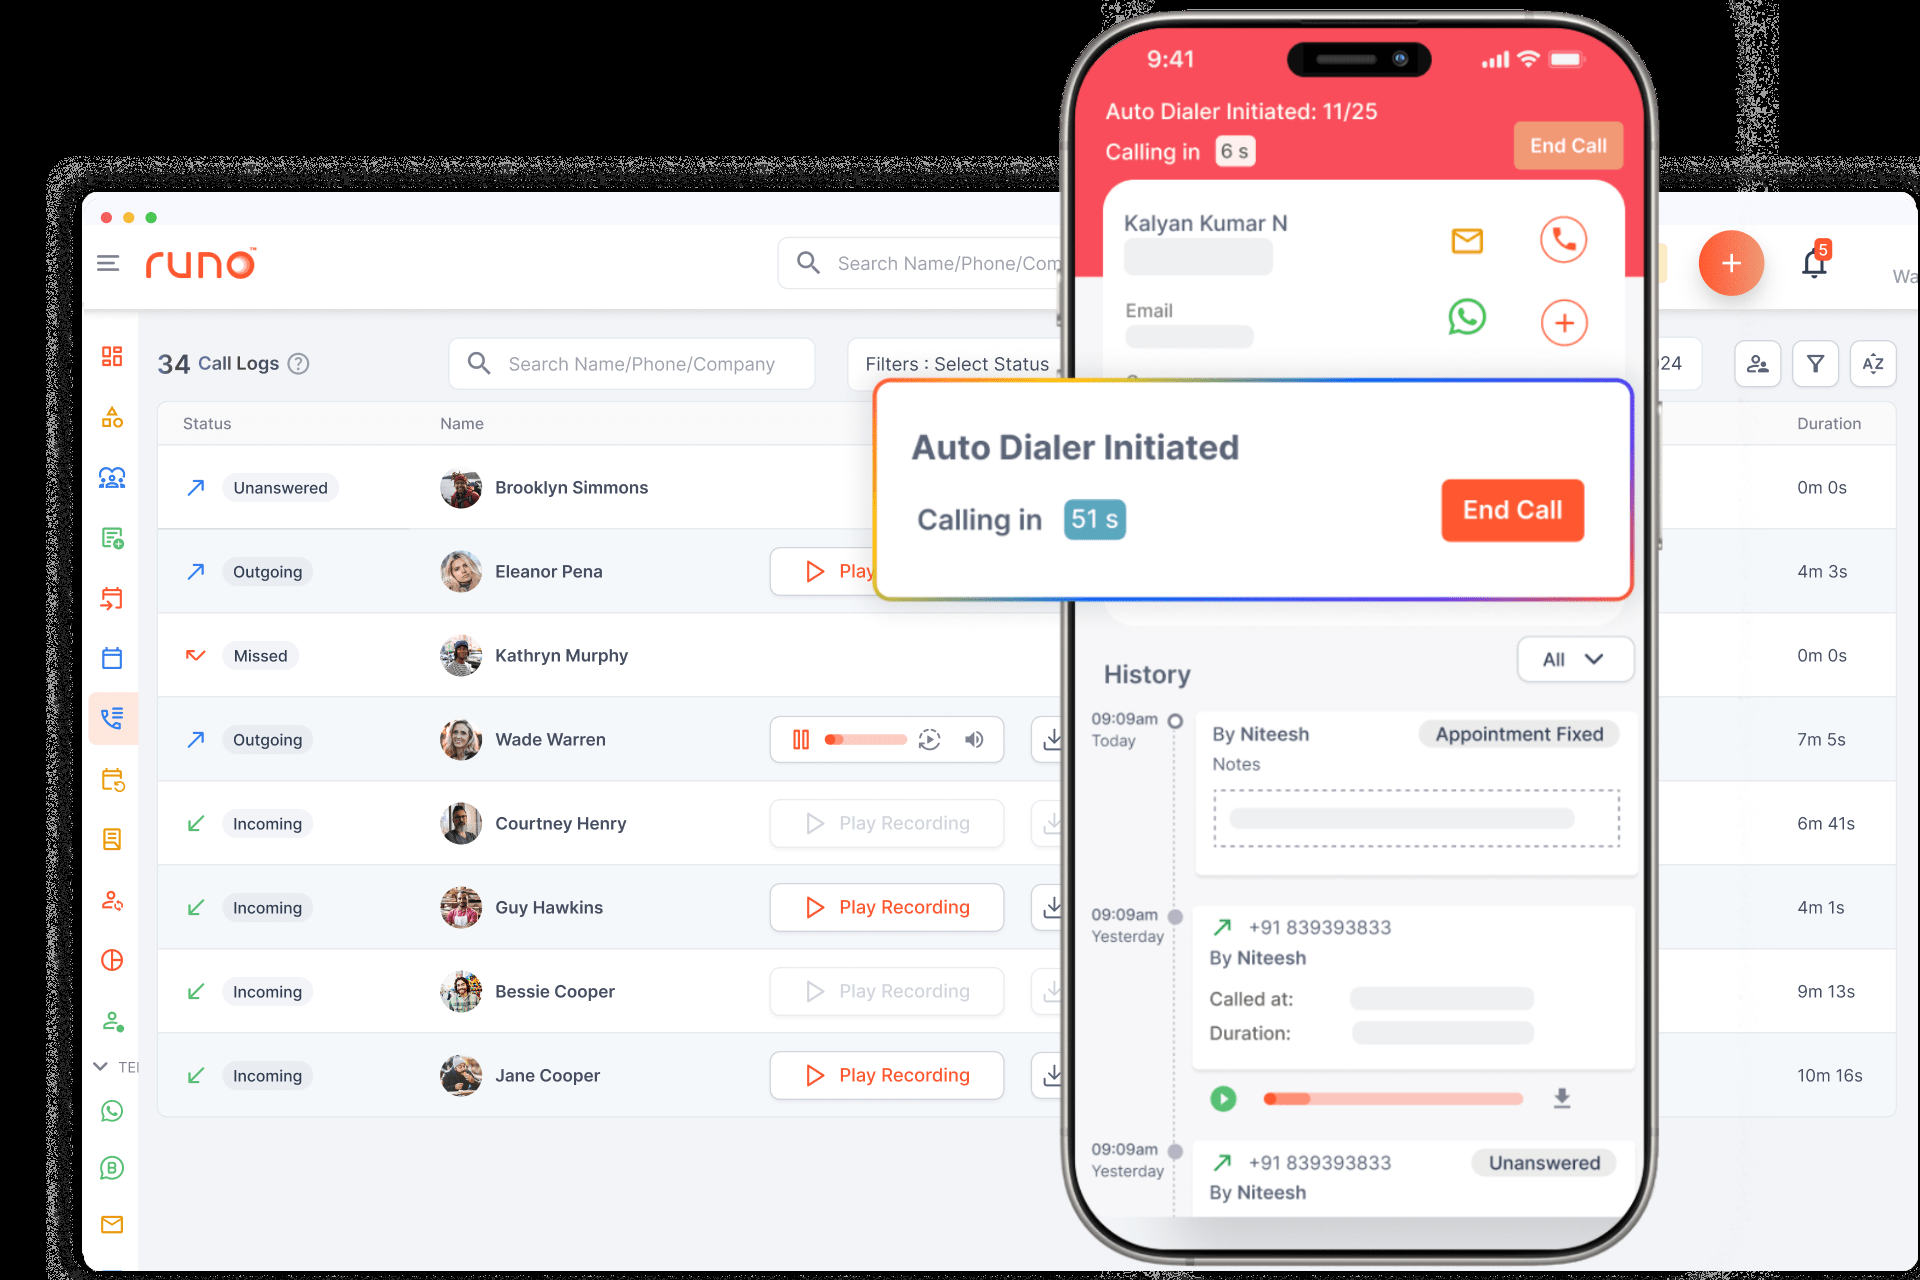 runo™
Search Name/Phone/Com
5
Wa
34 Call Logs
Search Name/Phone/Company
Filters : Select Status
24
AZ
Status
Name
Duration
Unanswered
Brooklyn Simmons
0m 0s
Outgoing
Eleanor Pena
Play
4m 3s
Missed
Kathryn Murphy
0m 0s
Outgoing
Wade Warren
7m 5s
Incoming
Courtney Henry
Play Recording
6m 41s
Incoming
Guy Hawkins
Play Recording
4m 1s
Incoming
Bessie Cooper
Play Recording
9m 13s
TE
Incoming
Jane Cooper
Play Recording
10m 16s
B
9:41
Auto Dialer Initiated: 11/25
Calling in 6 s
End Call
Kalyan Kumar N
Email
Auto Dialer Initiated
Calling in 51 s
End Call
History
All
09:09am
Today
By Niteesh
Appointment Fixed
Notes
09:09am
Yesterday
+91 839393833
By Niteesh
Called at:
Duration:
09:09am
Yesterday
+91 839393833
Unanswered
By Niteesh